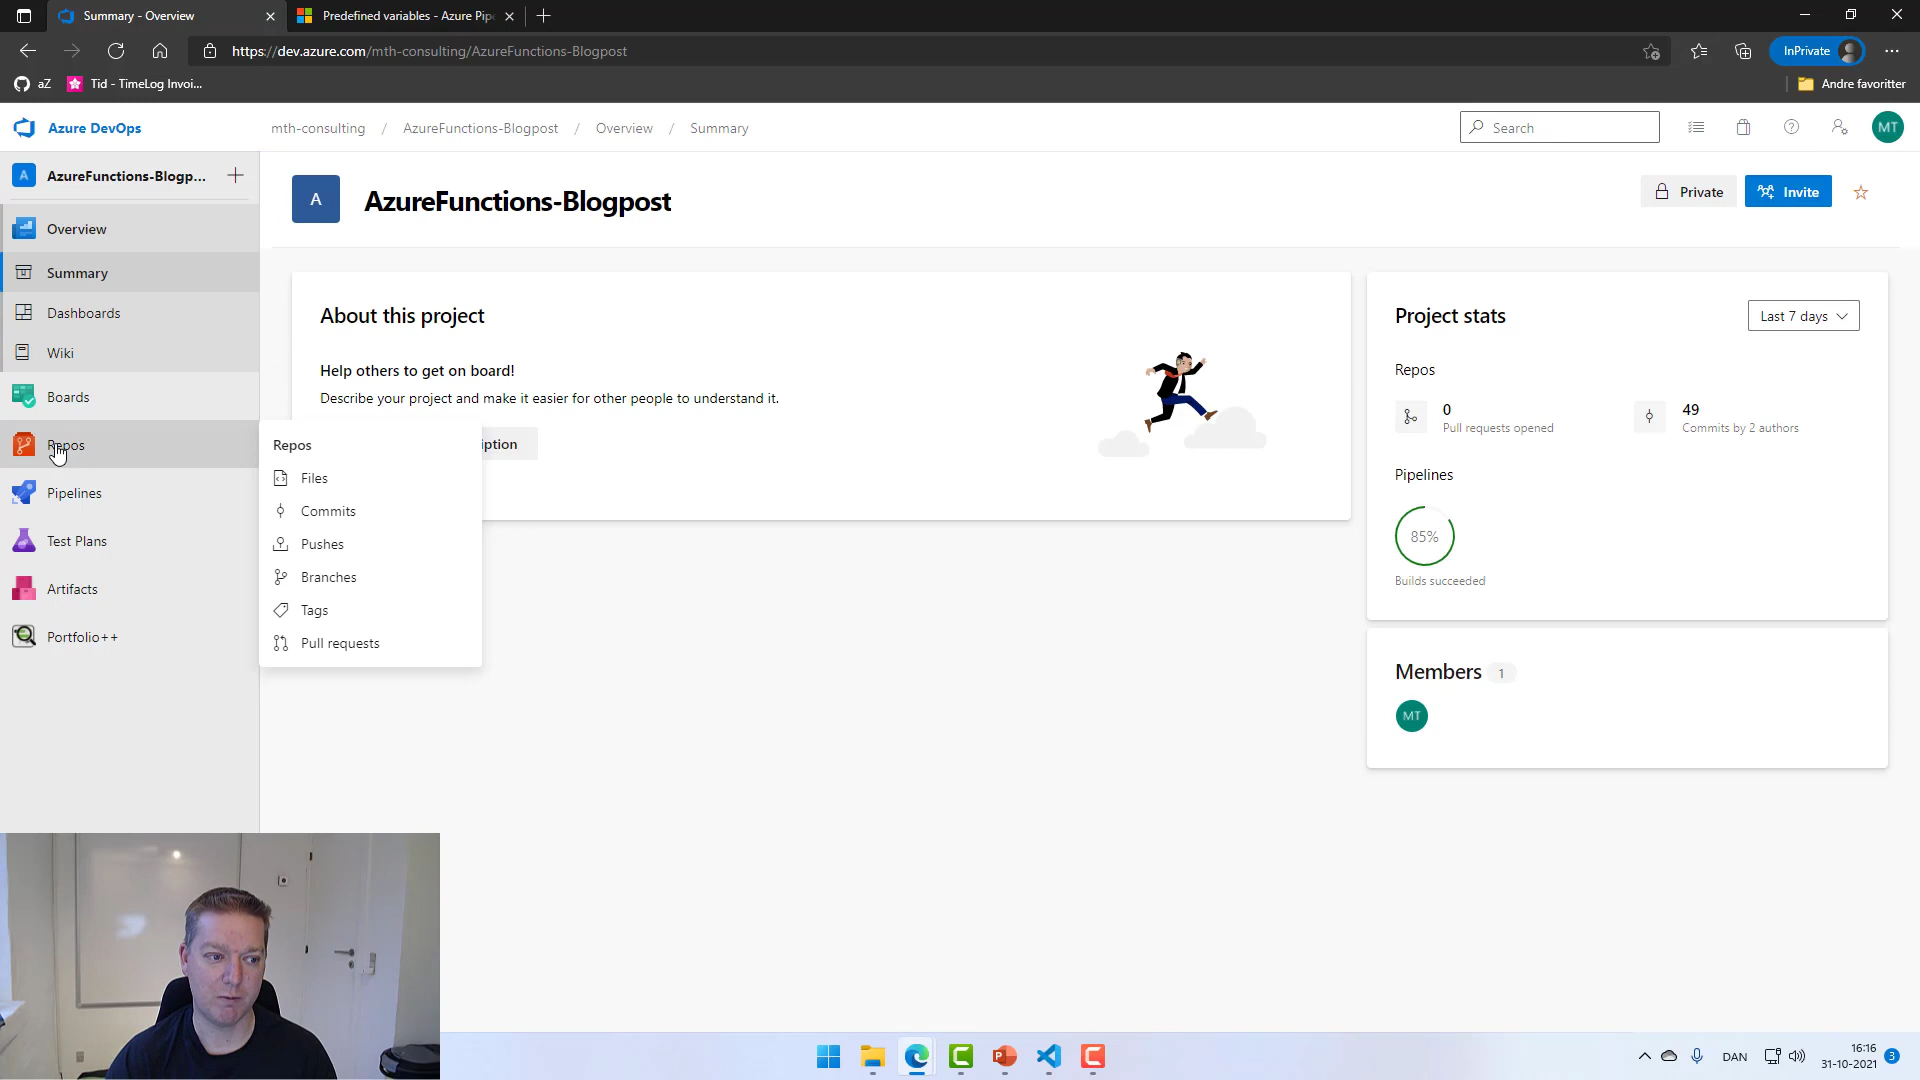 Summary - Overview
Predefined variables - Azure Pip
https://dev.azure.com/mth-consulting/AzureFunctions-Blogpost
InPrivate
aZ
Tid - TimeLog Invoi...
Andre favoritter
Azure DevOps
mth-consulting / AzureFunctions-Blogpost / Overview / Summary
Search
MT
A
AzureFunctions-Blogp...
A
AzureFunctions-Blogpost
Private
Invite
Overview
Summary
Dashboards
Wiki
Boards
Repos
Pipelines
Test Plans
Artifacts
Portfolio++
Repos
Files
Commits
Pushes
Branches
Tags
Pull requests
About this project
Help others to get on board!
Describe your project and make it easier for other people to understand it.
iption
Project stats
Last 7 days
Repos
0
Pull requests opened
49
Commits by 2 authors
Pipelines
85%
Builds succeeded
Members 1
MT
DAN
16:16
31-10-2021
3